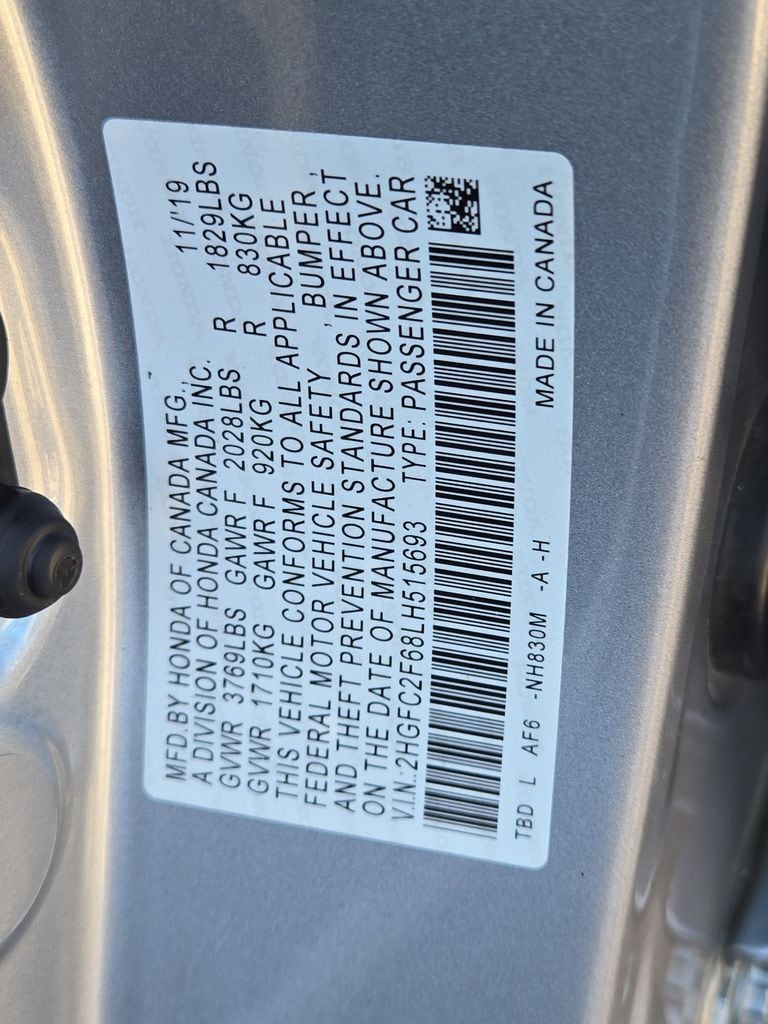 MFD.BY HONDA OF CANADA MFG., 11/'19
A DIVISION OF HONDA CANADA INC.
GVWR 3769LBS GAWR F 2028LBS R 1829LBS
GVWR 1710KG GAWR F 920KG R 830KG
THIS VEHICLE CONFORMS TO ALL APPLICABLE
FEDERAL MOTOR VEHICLE SAFETY , BUMPER ,
AND THEFT PREVENTION STANDARDS IN EFFECT
ON THE DATE OF MANUFACTURE SHOWN ABOVE.
V.I.N.:2HGFC2F68LH515693 TYPE: PASSENGER CAR
TBD L AF6 -NH830M -A -H MADE IN CANADA